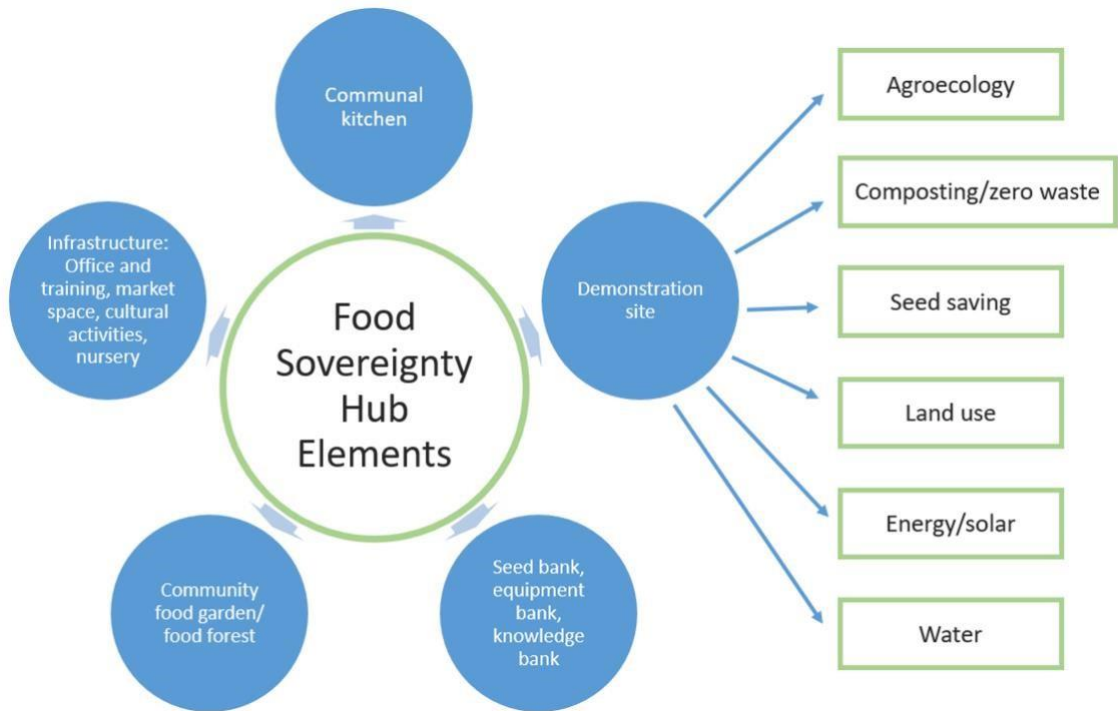 Communal
kitchen
Infrastructure:
Office and
training, market
space, cultural
activities,
nursery
Food
Sovereignty
Hub
Elements
Demonstration
site
Community
food garden/
food forest
Seed bank,
equipment
bank,
knowledge
bank
Agroecology
Composting/zero waste
Seed saving
Land use
Energy/solar
Water